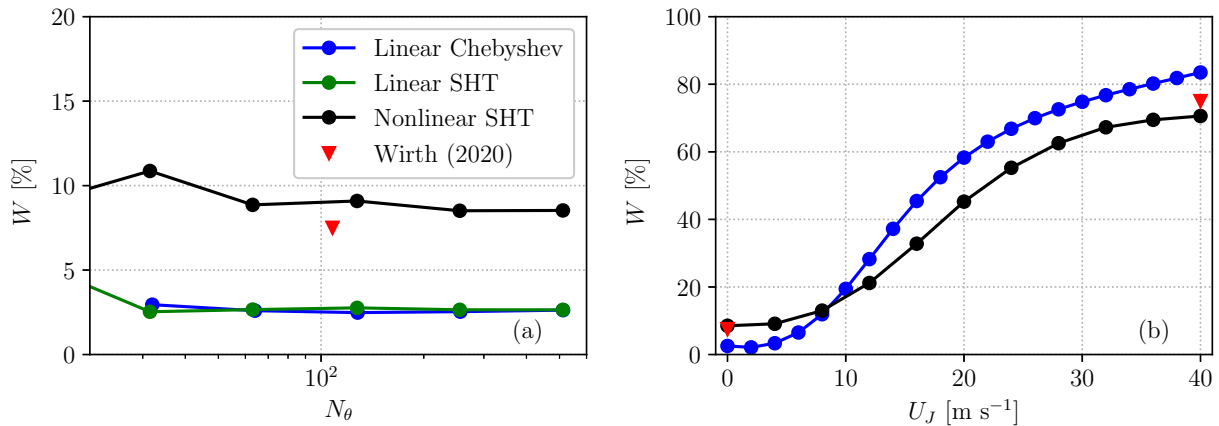 20
15
10
5
0
W [%]
10²
N_θ
Linear Chebyshev
Linear SHT
Nonlinear SHT
Wirth (2020)
(a)
100
80
60
40
20
0
W [%]
0 10 20 30 40
U_J [m s⁻¹]
(b)